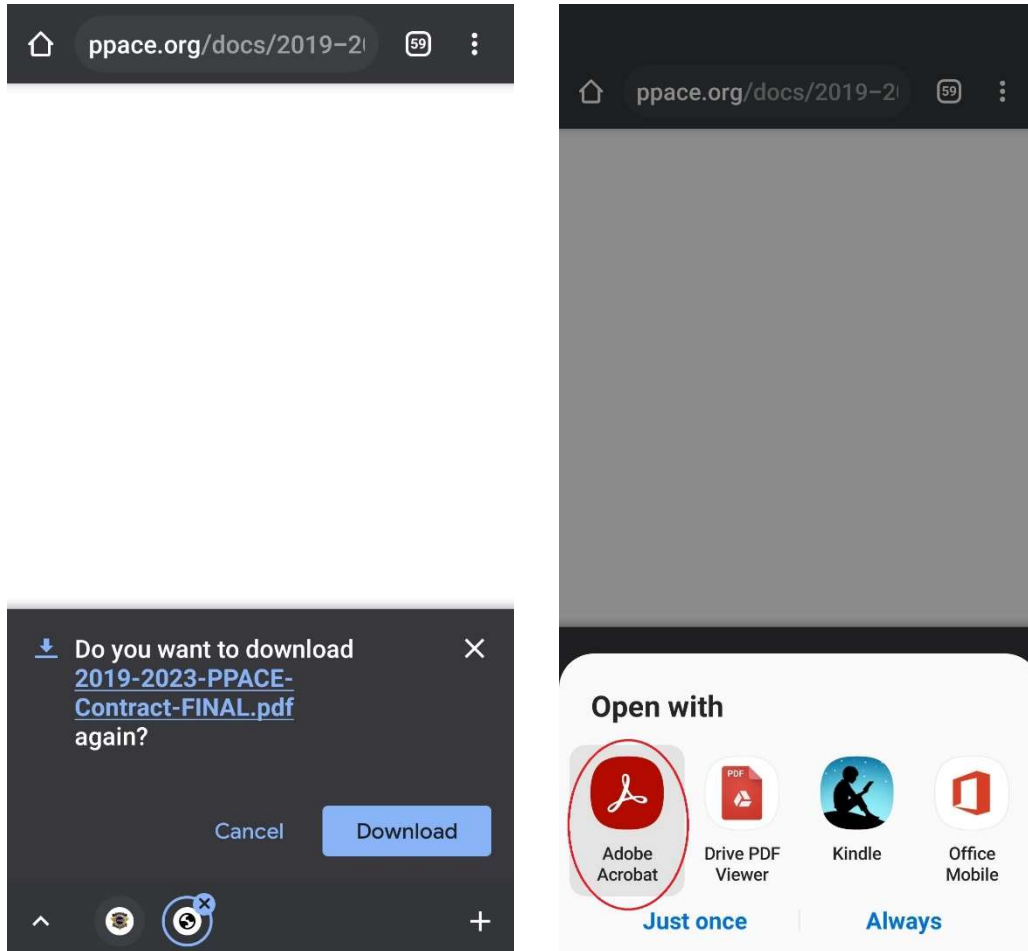 ppace.org/docs/2019-2
59
Do you want to download
2019-2023-PPACE-
Contract-FINAL.pdf
again?
Cancel
Download
ppace.org/docs/2019-2
59
Open with
PDF
Adobe
Acrobat
Drive PDF
Viewer
Kindle
Office
Mobile
Just once
Always